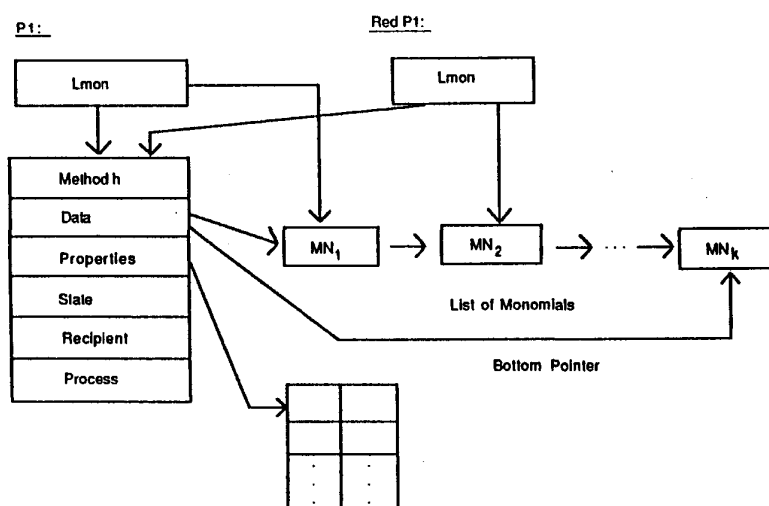 P1:
Red P1:
Lmon
Lmon
Method h
Data
Properties
State
Recipient
Process
MN1
MN2
...
MNk
List of Monomials
Bottom Pointer